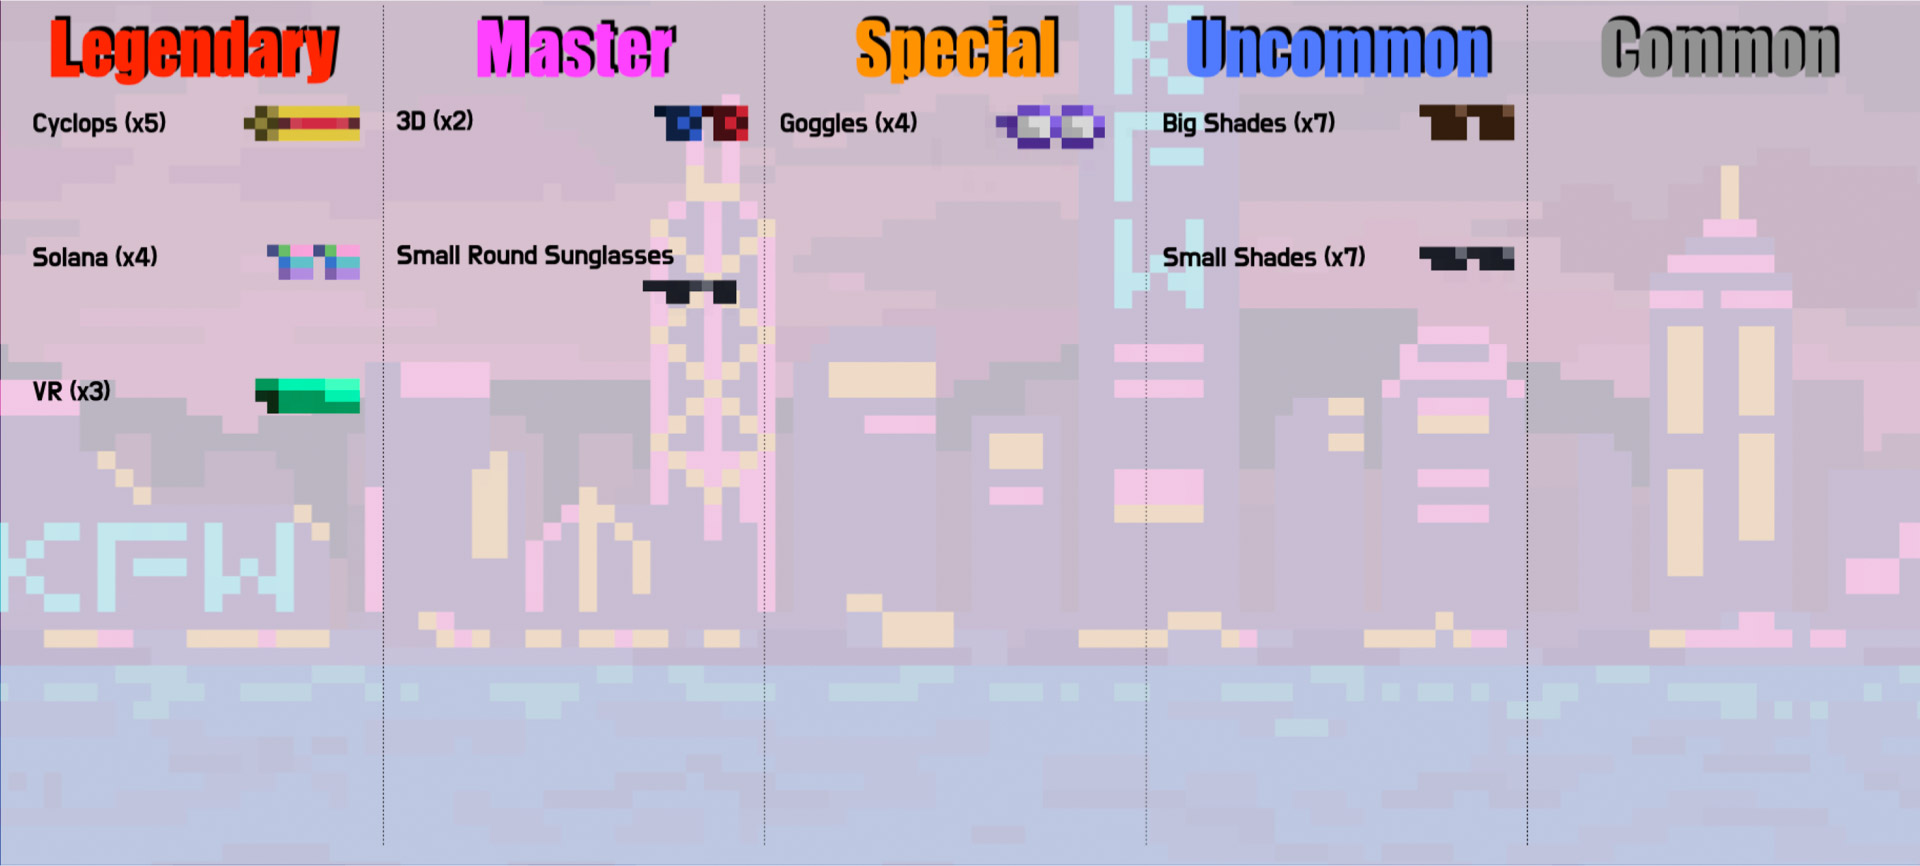 Legendary
Master
Special
Uncommon
Common
Cyclops (x5)
3D (x2)
Goggles (x4)
Big Shades (x7)
Solana (x4)
Small Round Sunglasses
Small Shades (x7)
VR (x3)
KFW
KFW